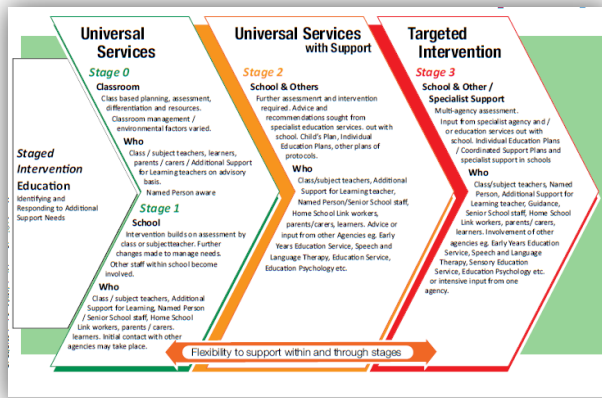 Staged
Intervention
Education
Identifying and
Responding to Additional
Support Needs
Universal
Services
Stage 0
Classroom
Class based planning, assessment,
differentiation and resources.
Classroom management /
environmental factors varied.
Who
Class / subject teachers, learners,
parents / carers / Additional Support
for Learning teachers on advisory
basis.
Named Person aware
Stage 1
School
Intervention builds on assessment by
class or subjectteacher. Further
changes made to manage needs.
Other staff within school become
involved.
Who
Class / subject teachers, Additional
Support for Learning, Named Person
/ Senior School staff, Home School
Link workers, parents / carers.
learners. Initial contact with other
agencies may take place.
Universal Services
with Support
Stage 2
School & Others
Further assessment and intervention
required. Advice and
recommendations sought from
specialist education services. out with
school. Child's Plan, Individual
Education Plans, other plans of
protocols.
Who
Class/subject teachers, Additional
Support for Learning teacher,
Named Person/Senior School staff,
Home School Link workers,
parents/carers, learners. Advice or
input from other Agencies eg. Early
Years Education Service, Speech and
Language Therapy, Education Service,
Education Psychology etc.
Targeted
Intervention
Stage 3
School & Other /
Specialist Support
Multi-agency assessment.
Input from specialist agency and /
or education services out with
school. Individual Education Plans
/ Coordinated Support Plans and
specialist support in schools
Who
Class/subject teachers, Named
Person, Additional Support for
Learning teacher, Guidance,
Senior School staff, Home School
Link workers, parents/ carers,
learners. Involvement of other
agencies eg. Early Years Education
Service, Speech and Language
Therapy, Sensory Education
Service, Education Psychology etc.
or intensive input from one
agency.
Flexibility to support within and through stages